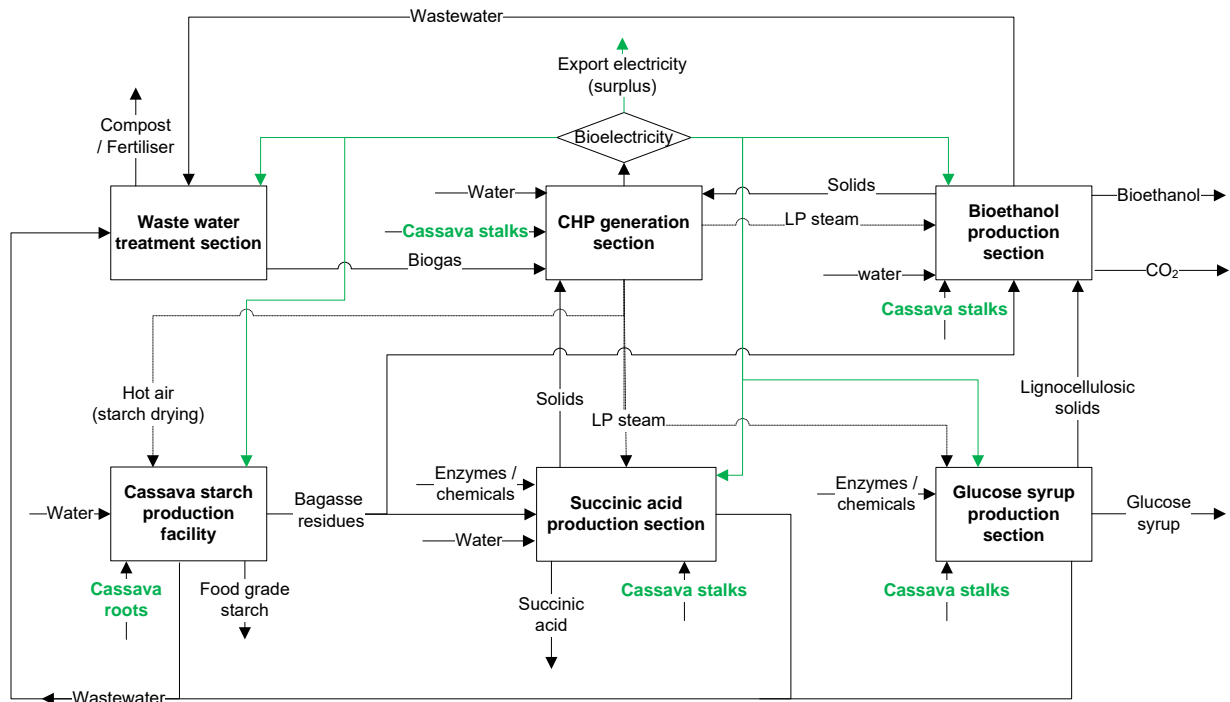 Wastewater
Export electricity
(surplus)
Compost
/ Fertiliser
Bioelectricity
Water
Solids
Bioethanol
Waste water
treatment section
CHP generation
section
Bioethanol
production
section
Cassava stalks
LP steam
Biogas
water
CO₂
Cassava stalks
Hot air
(starch drying)
Solids
LP steam
Lignocellulosic
solids
Cassava starch
production
facility
Water
Bagasse
residues
Enzymes /
chemicals
Succinic acid
production section
Water
Enzymes /
chemicals
Glucose syrup
production
section
Glucose
syrup
Cassava
roots
Food grade
starch
Succinic
acid
Cassava stalks
Cassava stalks
Wastewater